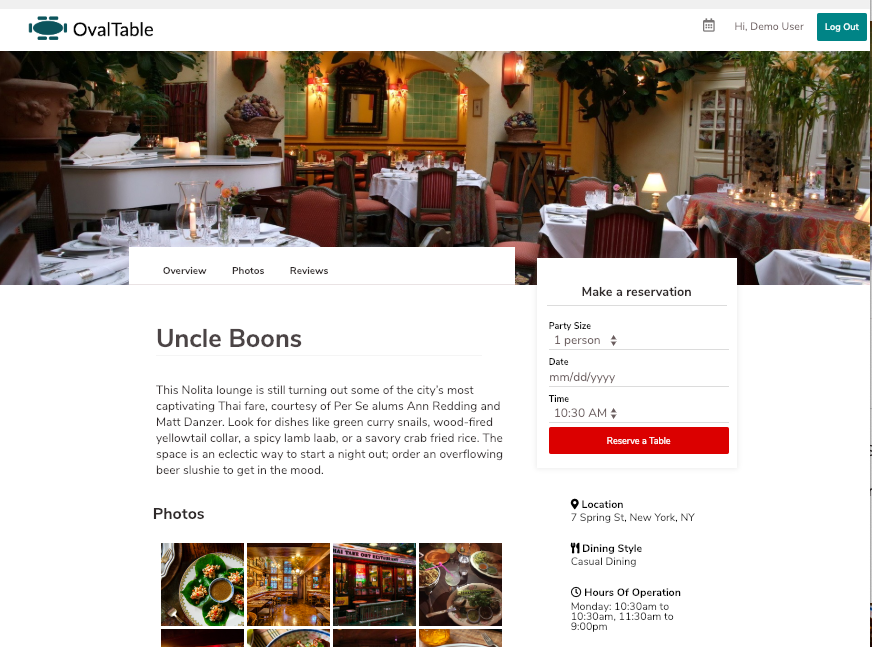 OvalTable
Hi, Demo User
Log Out
Overview
Photos
Reviews
Make a reservation
Party Size
1 person
Date
mm/dd/yyyy
Time
10:30 AM
Reserve a Table
Uncle Boons
This Nolita lounge is still turning out some of the city's most
captivating Thai fare, courtesy of Per Se alums Ann Redding and
Matt Danzer. Look for dishes like green curry snails, wood-fired
yellowtail collar, a spicy lamb laab, or a savory crab fried rice. The
space is an eclectic way to start a night out; order an overflowing
beer slushie to get in the mood.
Photos
Location
7 Spring St, New York, NY
Dining Style
Casual Dining
Hours Of Operation
Monday: 10:30am to
10:30am, 11:30am to
9:00pm